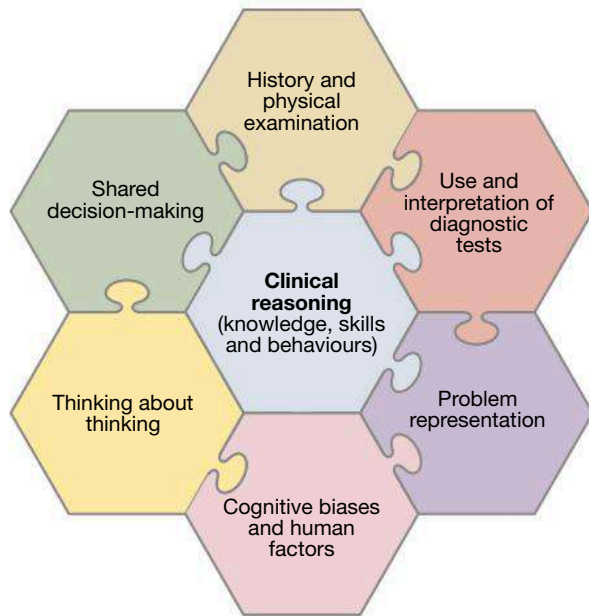 History and
physical
examination
Shared
decision-making
Use and
interpretation of
diagnostic
tests
Clinical
reasoning
(knowledge, skills
and behaviours)
Thinking about
thinking
Problem
representation
Cognitive biases
and human
factors